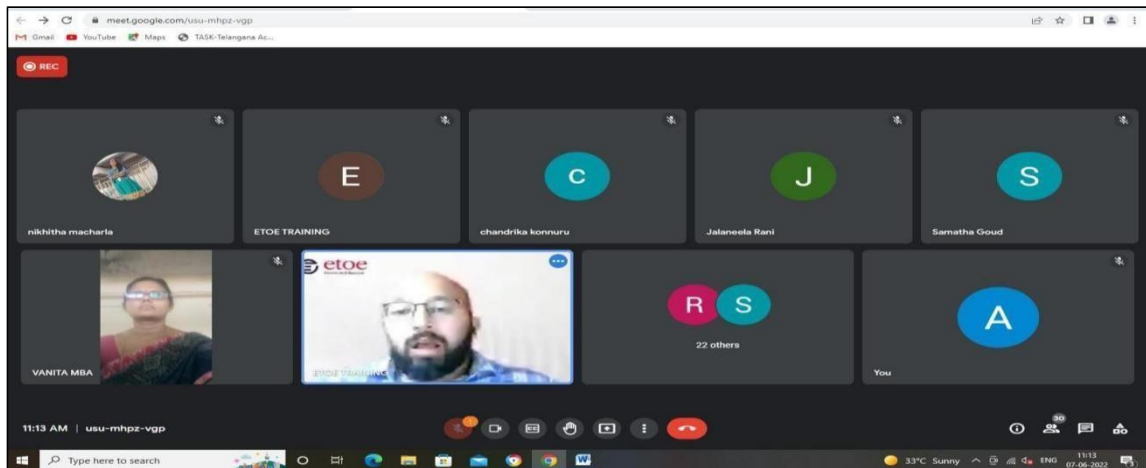 meet.google.com/usu-mhpz-vgp
Gmail YouTube Maps TASK-Telangana Ac...
REC
E C J S
nikhitha macharla ETOE TRAINING chandrika konnuru Jalaneela Rani Samatha Goud
etoe
R S
22 others
A
VANITA MBA ETOE TRAINING You
11:13 AM | usu-mhpz-vgp
30
Type here to search 33°C Sunny ENG 11:13
07-06-2022